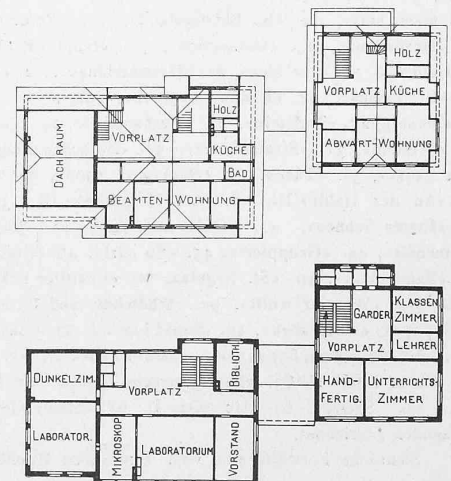 HOLZ
VORPLATZ
KÜCHE
ABWART-WOHNUNG
DACHRAUM
VORPLATZ
HOLZ
KÜCHE
BAD
BEAMTEN-WOHNUNG
GARDER.
KLASSEN
ZIMMER
VORPLATZ
LEHRER
HAND-
FERTIG.
UNTERRICHTS-
ZIMMER
DUNKELZIM.
VORPLATZ
BIBLIOTH.
LABORATOR.
MIKROSKOP
LABORATORIUM
VORSTAND